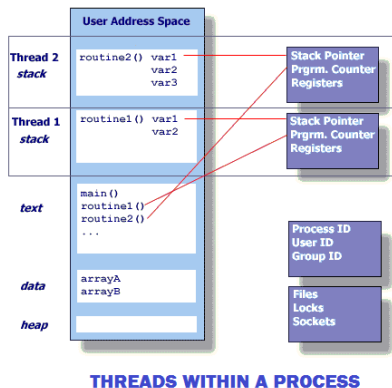 User Address Space
Thread 2
stack
routine2() var1
var2
var3
Stack Pointer
Prgrm. Counter
Registers
Thread 1
stack
routine1() var1
var2
Stack Pointer
Prgrm. Counter
Registers
text
main()
routine1()
routine2()
...
Process ID
User ID
Group ID
data
arrayA
arrayB
Files
Locks
Sockets
heap
THREADS WITHIN A PROCESS